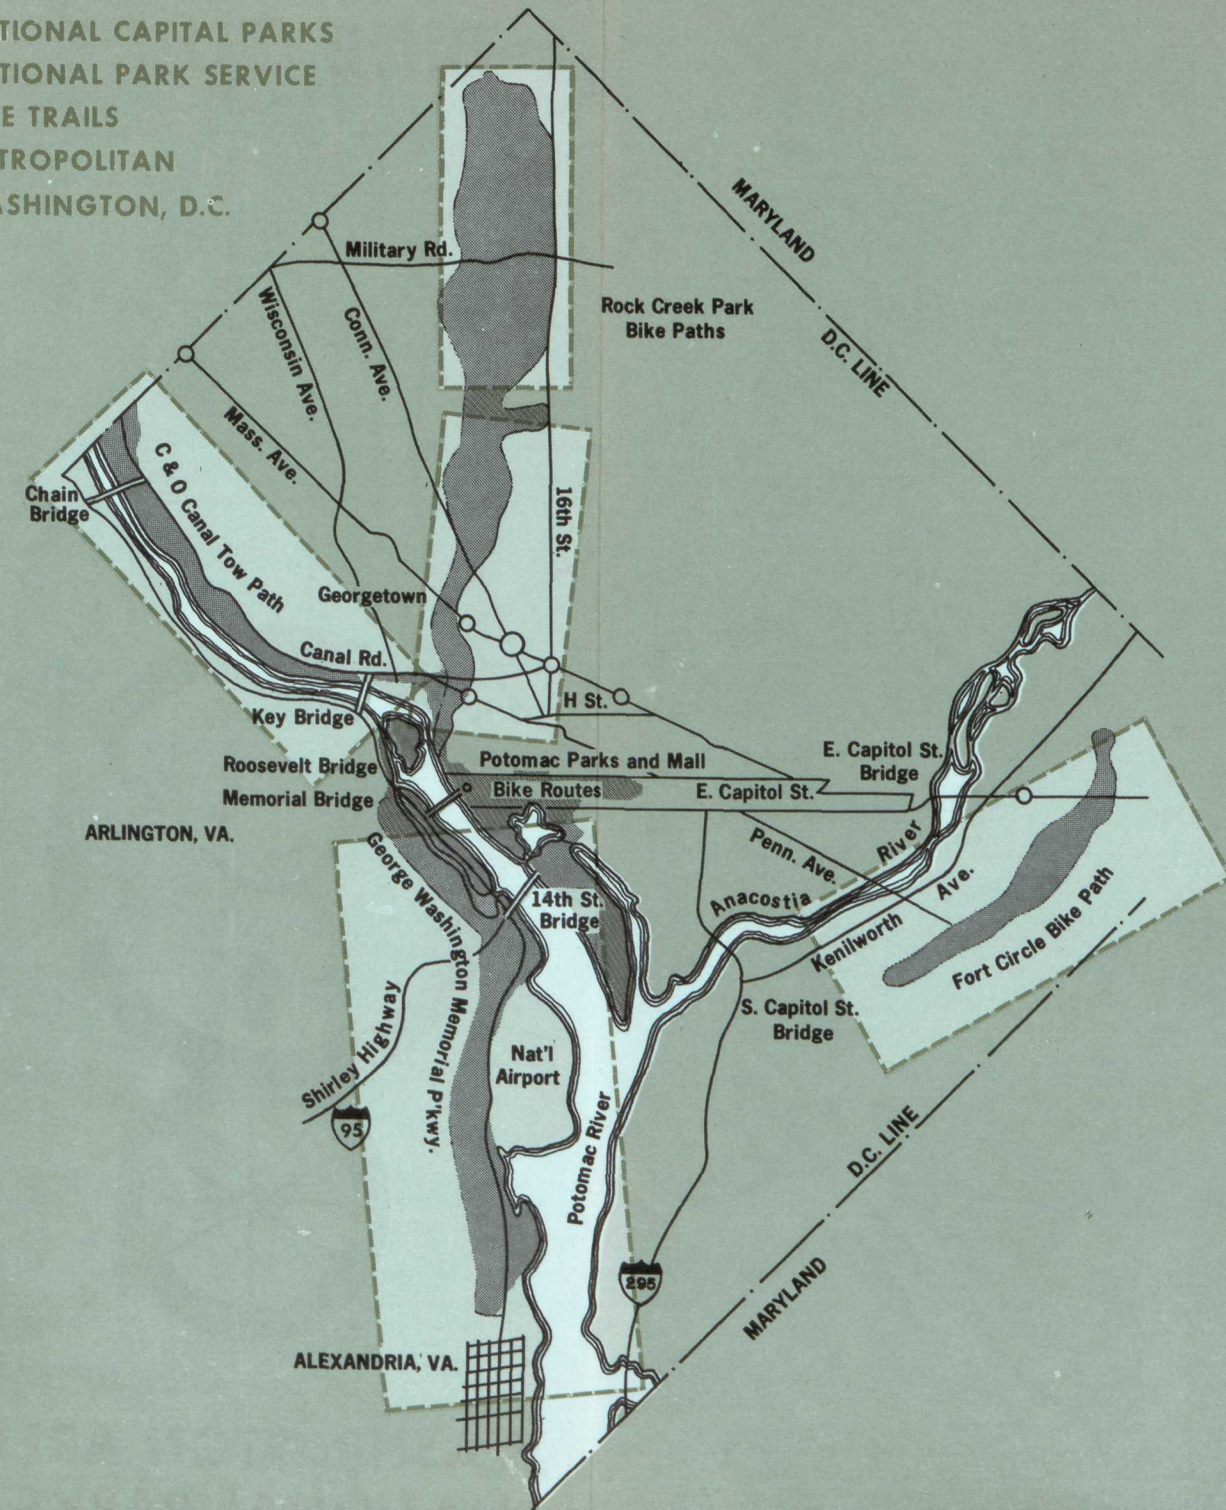 TIONAL CAPITAL PARKS
TIONAL PARK SERVICE
E TRAILS
TROPOLITAN
ASHINGTON, D.C.
MARYLAND
D.C. LINE
Military Rd.
Wisconsin Ave.
Conn. Ave.
Rock Creek Park
Bike Paths
Mass. Ave.
C & O Canal Tow Path
Chain
Bridge
16th St.
Georgetown
Canal Rd.
H St.
Key Bridge
Roosevelt Bridge
Potomac Parks and Mall
E. Capitol St.
Bridge
Memorial Bridge
Bike Routes
E. Capitol St.
ARLINGTON, VA.
George Washington Memorial P'kwy.
Penn. Ave.
Anacostia River
14th St.
Bridge
Kenilworth Ave.
Fort Circle Bike Path
Shirley Highway
S. Capitol St.
Bridge
Nat'l
Airport
95
Potomac River
D.C. LINE
MARYLAND
295
ALEXANDRIA, VA.